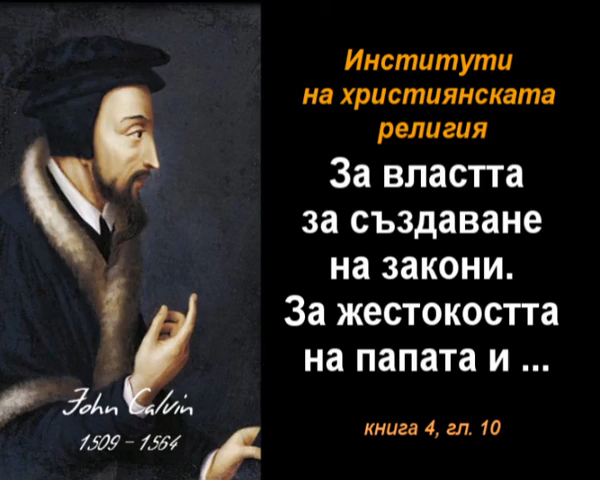 Институти
на християнската
религия
За властта
за създаване
на закони.
За жестокостта
на папата и ...
книга 4, гл. 10
John Calvin
1509 - 1564